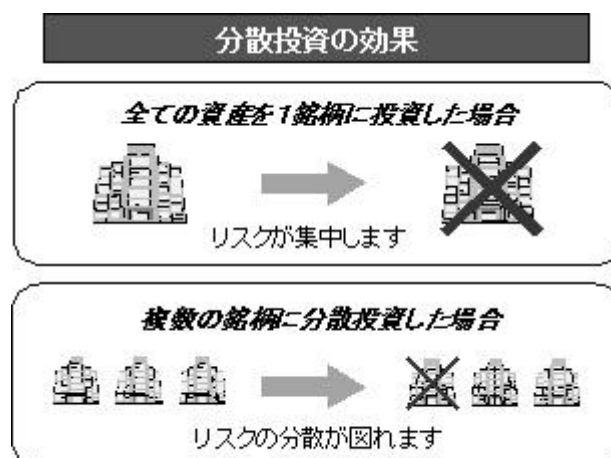 分散投資の効果
全ての資産を1銘柄に投資した場合
リスクが集中します
複数の銘柄に分散投資した場合
リスクの分散が図れます